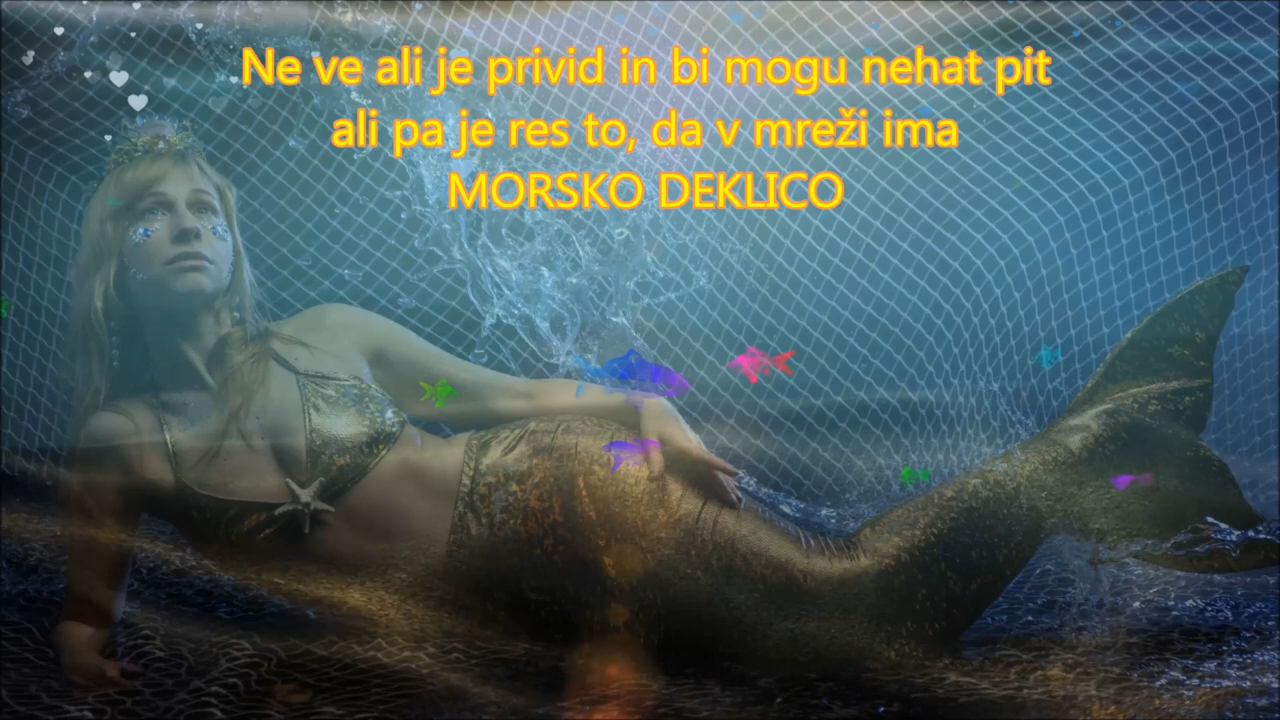 Ne ve ali je privid in bi mogu nehat pit
ali pa je res to, da v mreži ima
MORSKO DEKLICO